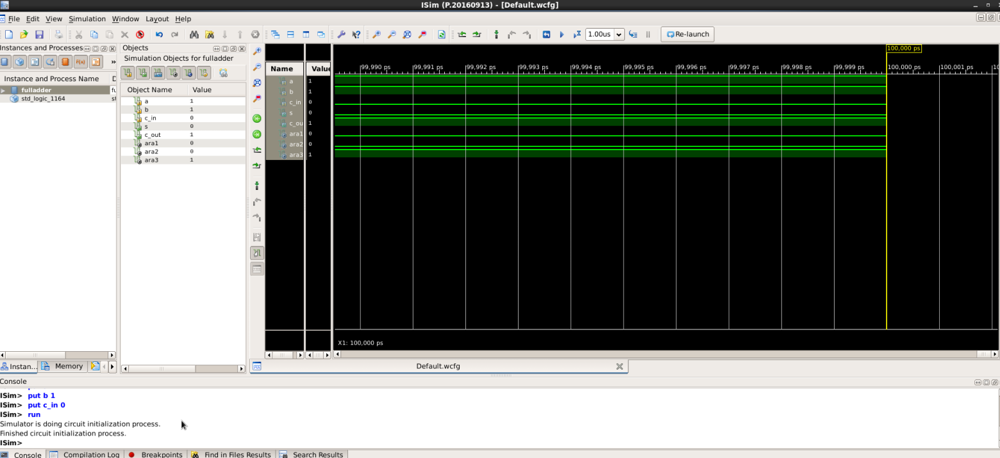 ISim (P.20160913) - [Default.wcfg]
File Edit View Simulation Window Layout Help
1.00us Re-launch
Instances and Processes
Instance and Process Name D
fulladder fu
std_logic_1164 st
Instan... Memory
Objects
Simulation Objects for fulladder
Object Name Value
a 1
b 1
c_in 0
s 0
c_out 1
ara1 0
ara2 0
ara3 1
Name Value
a 1
b 1
c_in 0
s 0
c_ou 1
ara1 0
ara2 0
ara3 1
100,000 ps
99,990 ps 99,991 ps 99,992 ps 99,993 ps 99,994 ps 99,995 ps 99,996 ps 99,997 ps 99,998 ps 99,999 ps 100,000 ps 100,001 ps 10
X1: 100,000 ps
Default.wcfg
Console
ISim> put b 1
ISim> put c_in 0
ISim> run
Simulator is doing circuit initialization process.
Finished circuit initialization process.
ISim>
Console Compilation Log Breakpoints Find in Files Results Search Results